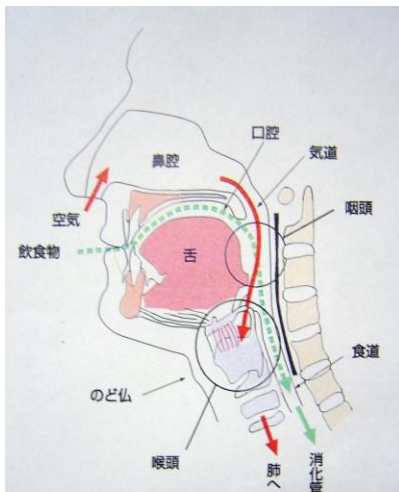 口腔
鼻腔
気道
咽頭
空気
飲食物
舌
食道
のど仏
喉頭
肺へ
消化管